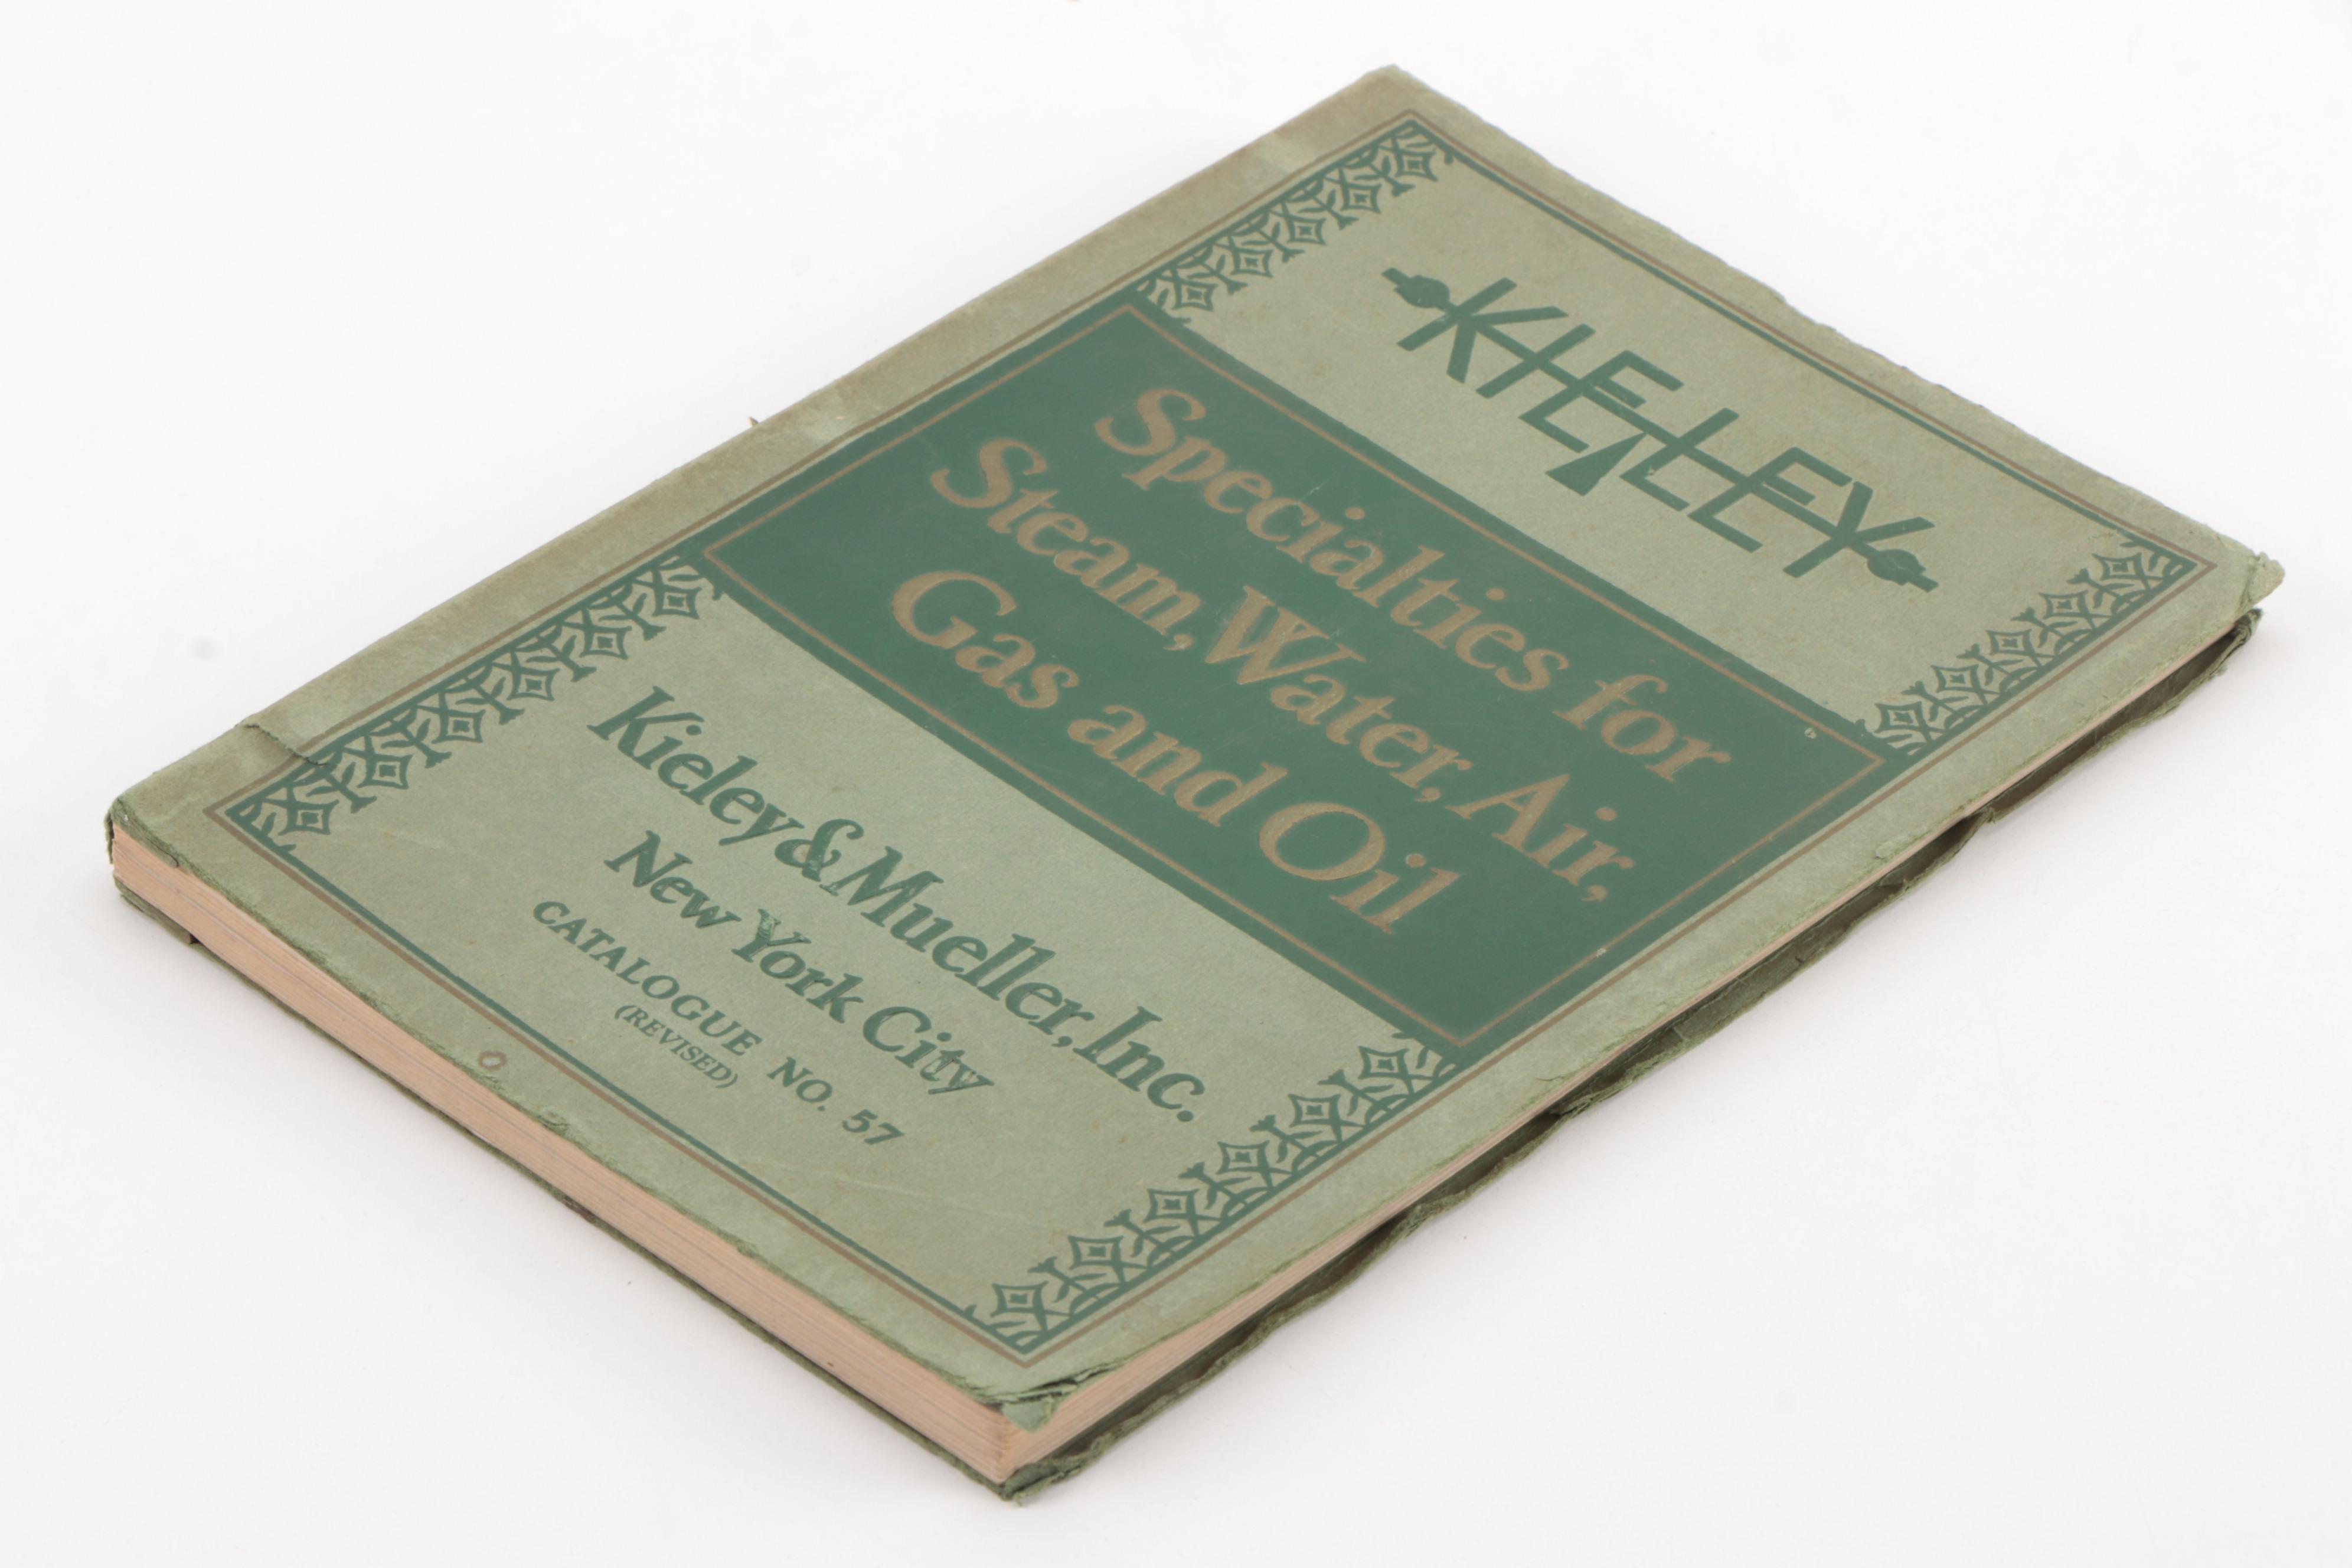 KIELEY
Specialties for
Steam, Water, Air,
Gas and Oil
Kieley & Mueller, Inc.
New York City
CATALOGUE NO. 57
(REVISED)